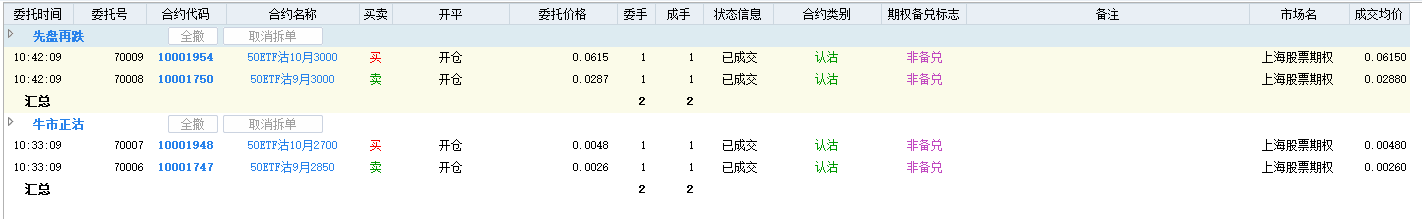 委托时间 委托号 合约代码 合约名称 买卖 开平 委托价格 委手 成手 状态信息 合约类别 期权备兑标志 备注 市场名 成交均价
先盘再跌 全撤 取消拆单
10:42:09 70009 10001954 50ETF沽10月3000 买 开仓 0.0615 1 1 已成交 认沽 非备兑 上海股票期权 0.06150
10:42:09 70008 10001750 50ETF沽9月3000 卖 开仓 0.0287 1 1 已成交 认沽 非备兑 上海股票期权 0.02880
汇总 2 2
牛市正沽 全撤 取消拆单
10:33:09 70007 10001948 50ETF沽10月2700 买 开仓 0.0048 1 1 已成交 认沽 非备兑 上海股票期权 0.00480
10:33:09 70006 10001747 50ETF沽9月2850 卖 开仓 0.0026 1 1 已成交 认沽 非备兑 上海股票期权 0.00260
汇总 2 2